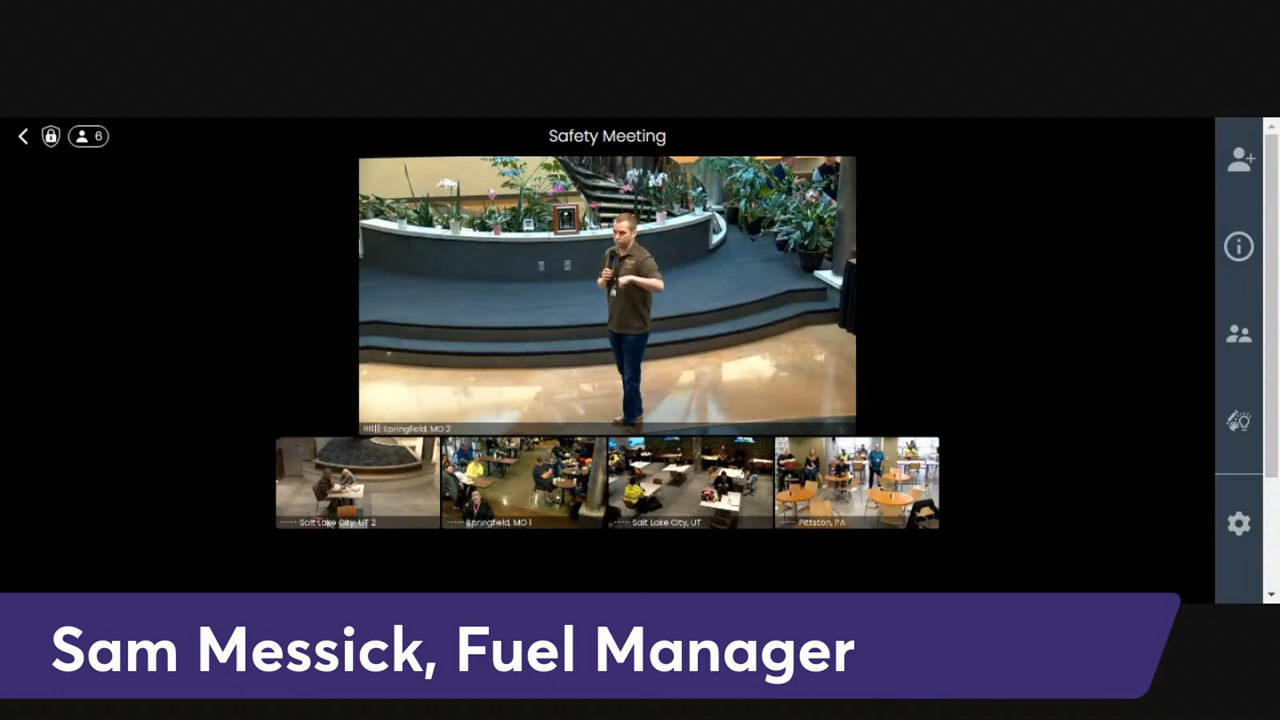 6
Safety Meeting
Springfield, MO 2
Salt Lake City, UT 2
Springfield, MO 1
Salt Lake City, UT
Pittston, PA
Sam Messick, Fuel Manager